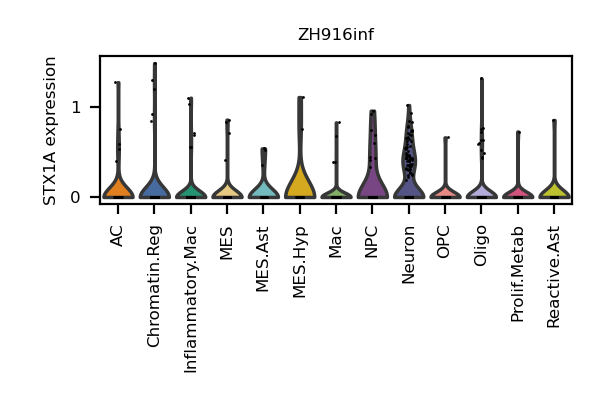 ZH916inf
STX1A expression
1
0
AC
Chromatin.Reg
Inflammatory.Mac
MES
MES.Ast
MES.Hyp
Mac
NPC
Neuron
OPC
Oligo
Prolif.Metab
Reactive.Ast